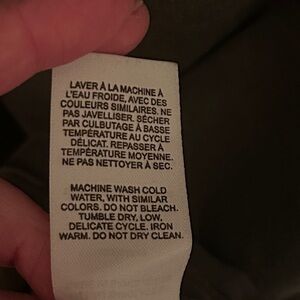 LAVER À LA MACHINE À
L'EAU FROIDE, AVEC DES
COULEURS SIMILAIRES. NE
PAS JAVELLISER. SÉCHER
PAR CULBUTAGE À BASSE
TEMPÉRATURE AU CYCLE
DÉLICAT. REPASSER À
TEMPÉRATURE MOYENNE.
NE PAS NETTOYER À SEC.
MACHINE WASH COLD
WATER, WITH SIMILAR
COLORS. DO NOT BLEACH.
TUMBLE DRY, LOW,
DELICATE CYCLE. IRON
WARM. DO NOT DRY CLEAN.